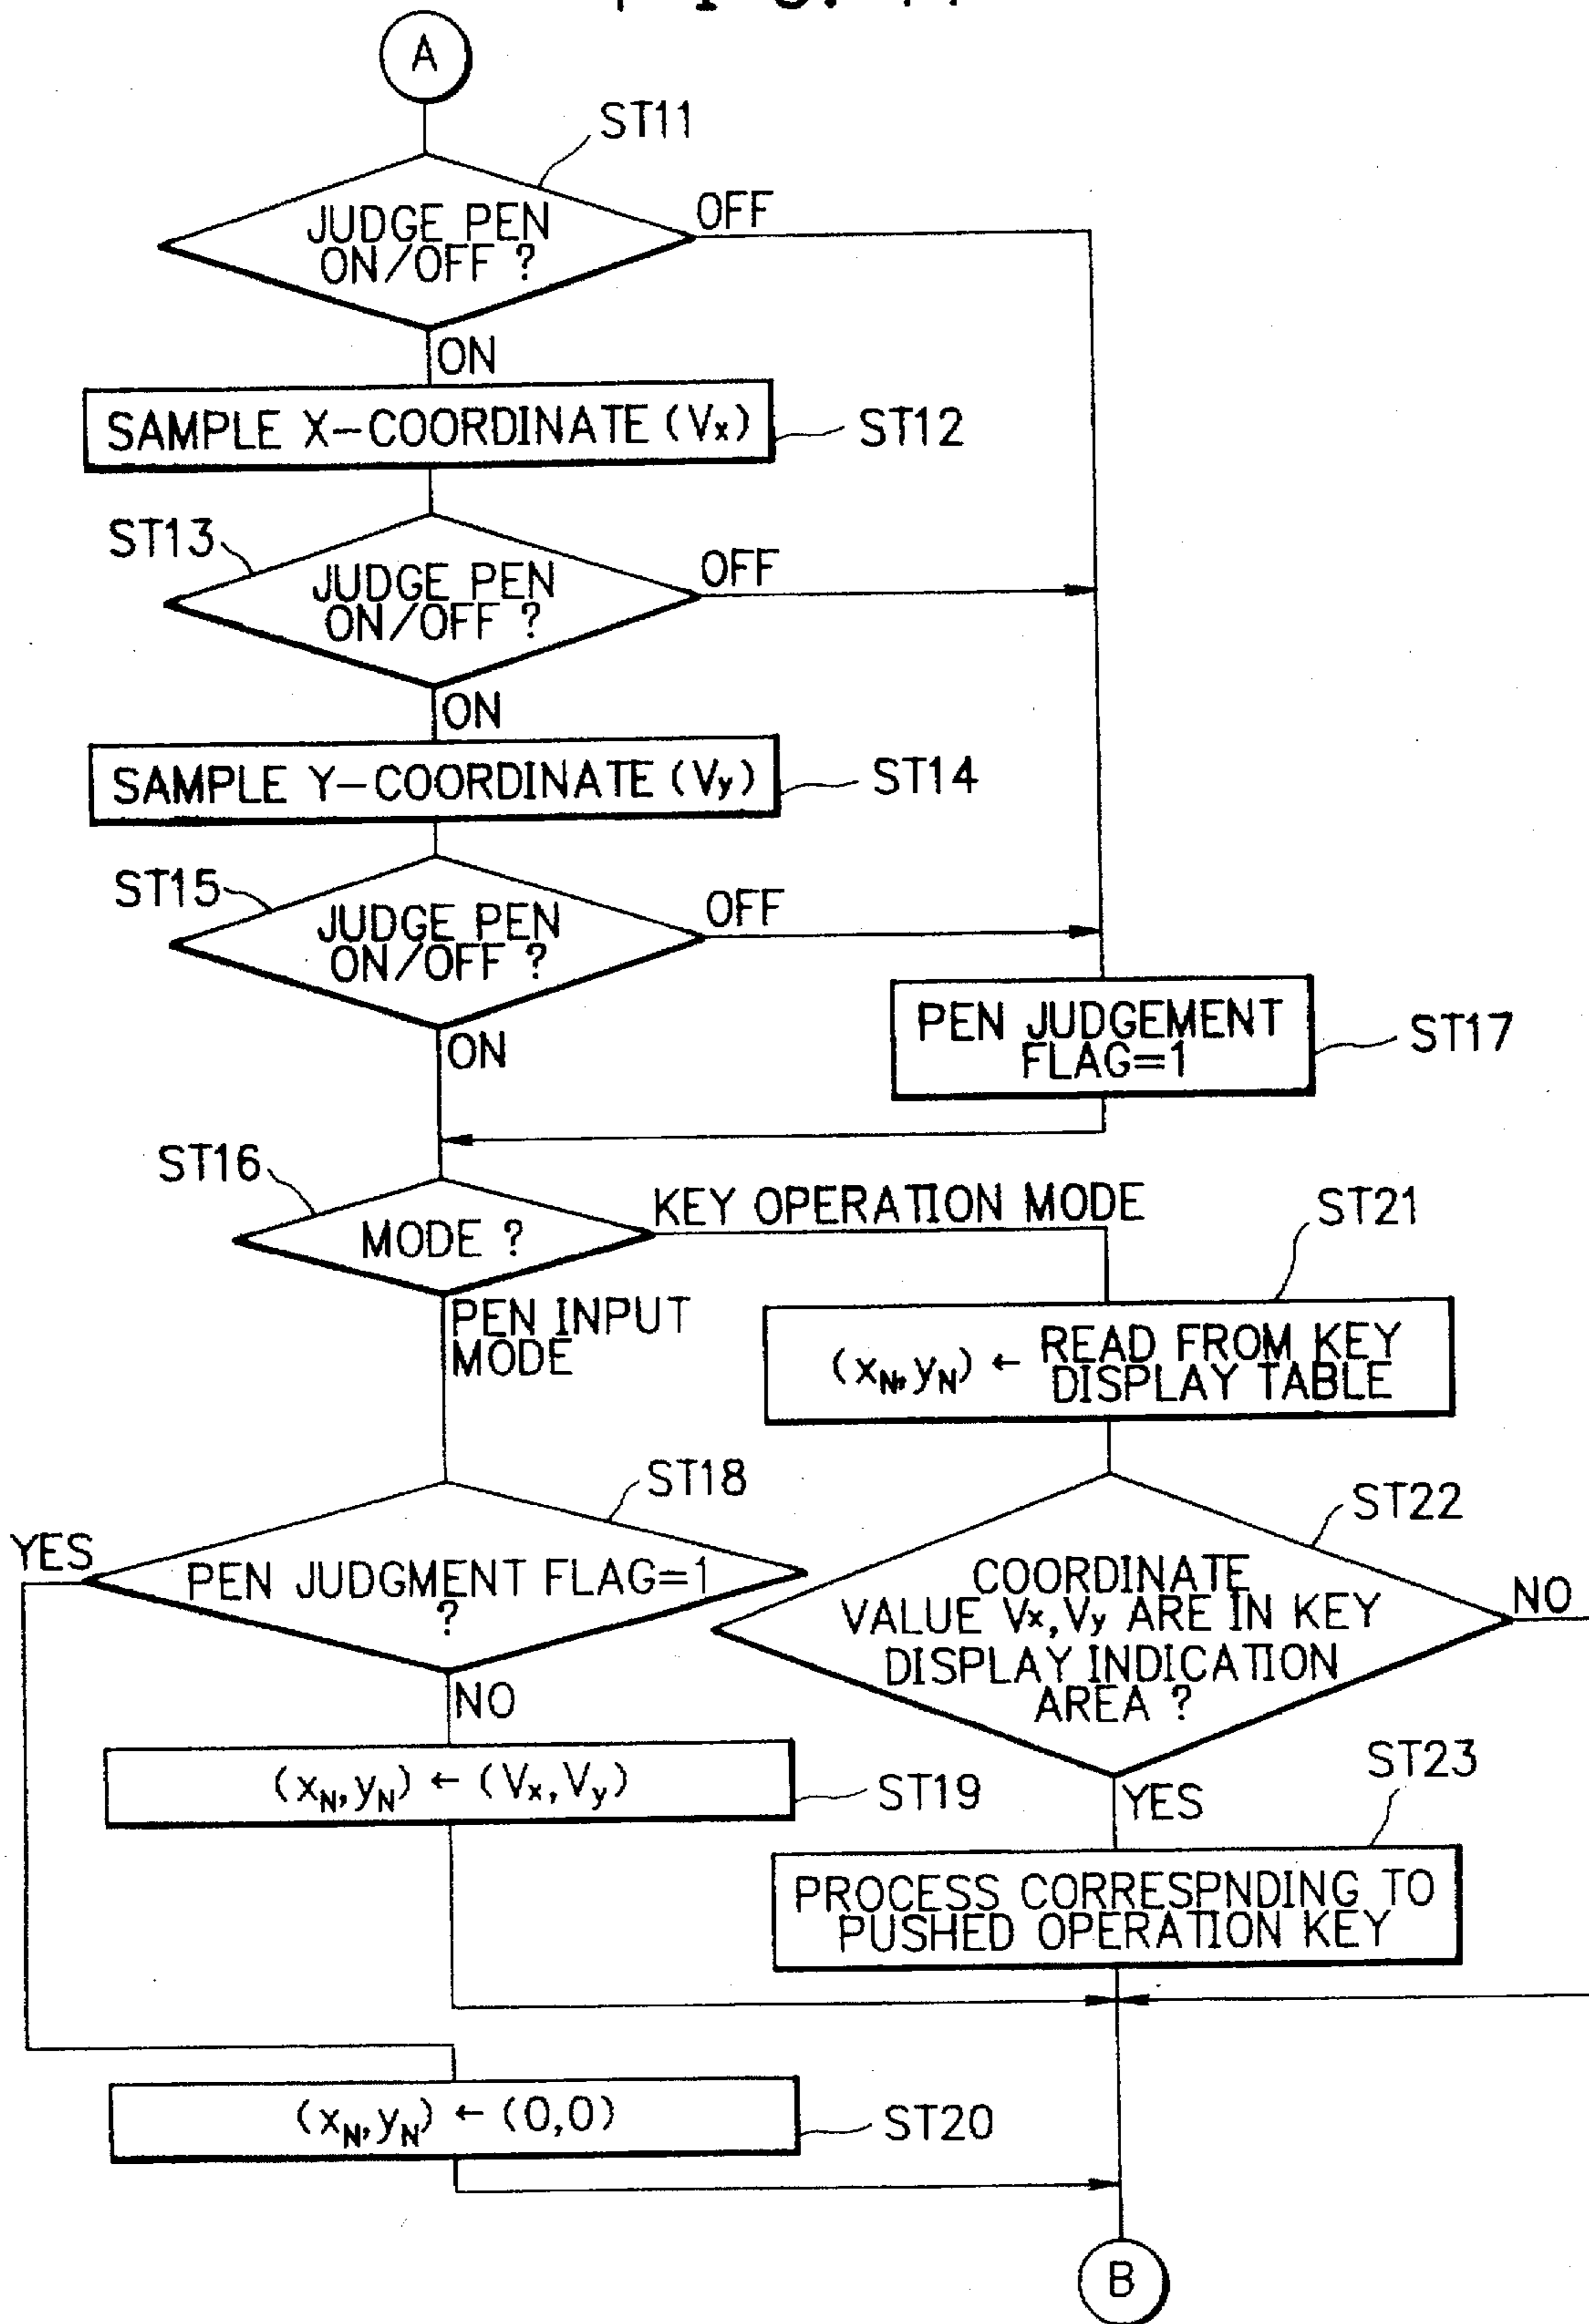 A
ST11
JUDGE PEN
ON/OFF ?
OFF
ON
SAMPLE X-COORDINATE (Vx)
ST12
ST13
JUDGE PEN
ON/OFF ?
OFF
ON
SAMPLE Y-COORDINATE (Vy)
ST14
ST15
JUDGE PEN
ON/OFF ?
OFF
ON
PEN JUDGEMENT
FLAG=1
ST17
ST16
MODE ?
KEY OPERATION MODE
PEN INPUT
MODE
ST21
(xN, yN) ← READ FROM KEY
DISPLAY TABLE
ST18
YES
PEN JUDGMENT FLAG=1
?
NO
ST22
COORDINATE
VALUE Vx, Vy ARE IN KEY
DISPLAY INDICATION
AREA ?
NO
YES
(xN, yN) ← (Vx, Vy)
ST19
ST23
PROCESS CORRESPNDING TO
PUSHED OPERATION KEY
(xN, yN) ← (0,0)
ST20
B